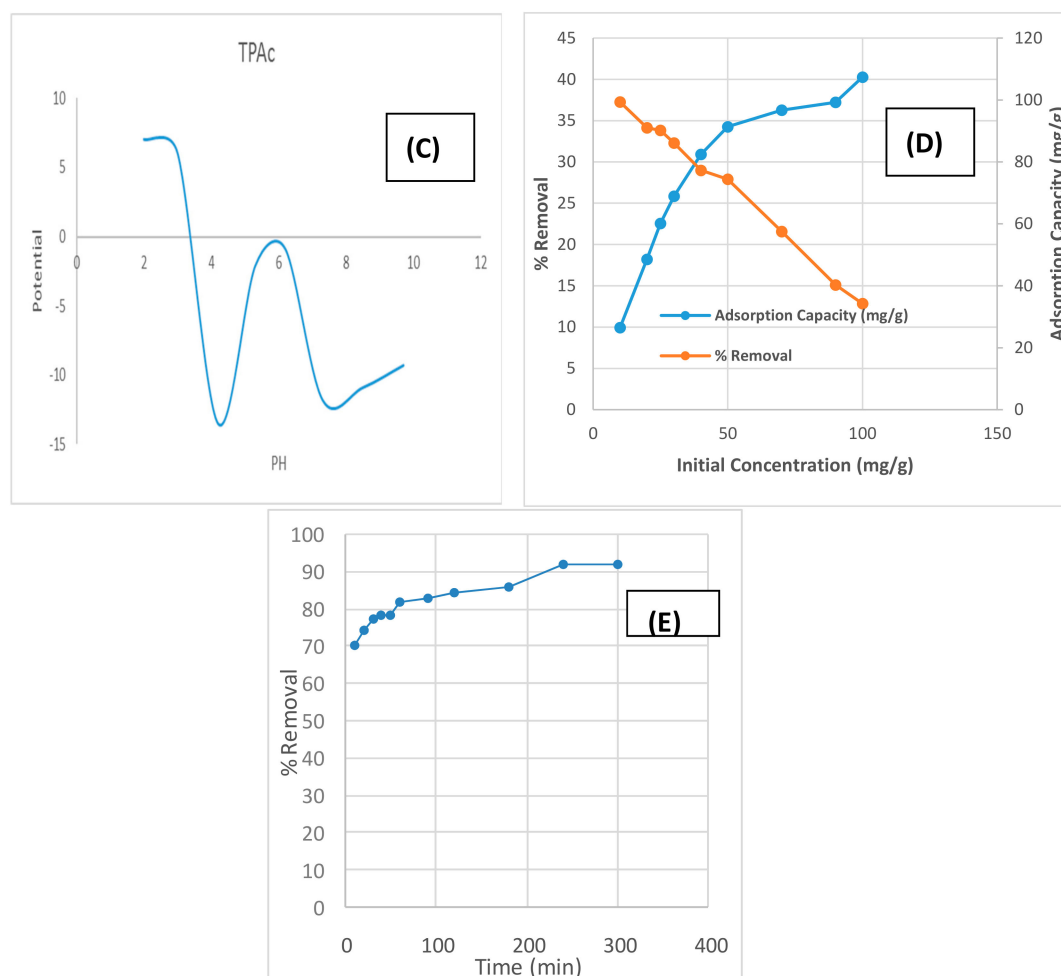 TPAc
(C)
10
5
0
-5
-10
-15
0 2 4 6 8 10 12
Potential
PH
(D)
45
40
35
30
25
20
15
10
5
0
% Removal
120
100
80
60
40
20
0
Adsorption Capacity (mg/g)
Adsorption Capacity (mg/g)
% Removal
0 50 100 150
Initial Concentration (mg/g)
(E)
100
90
80
70
60
50
40
30
20
10
0
% Removal
0 100 200 300 400
Time (min)